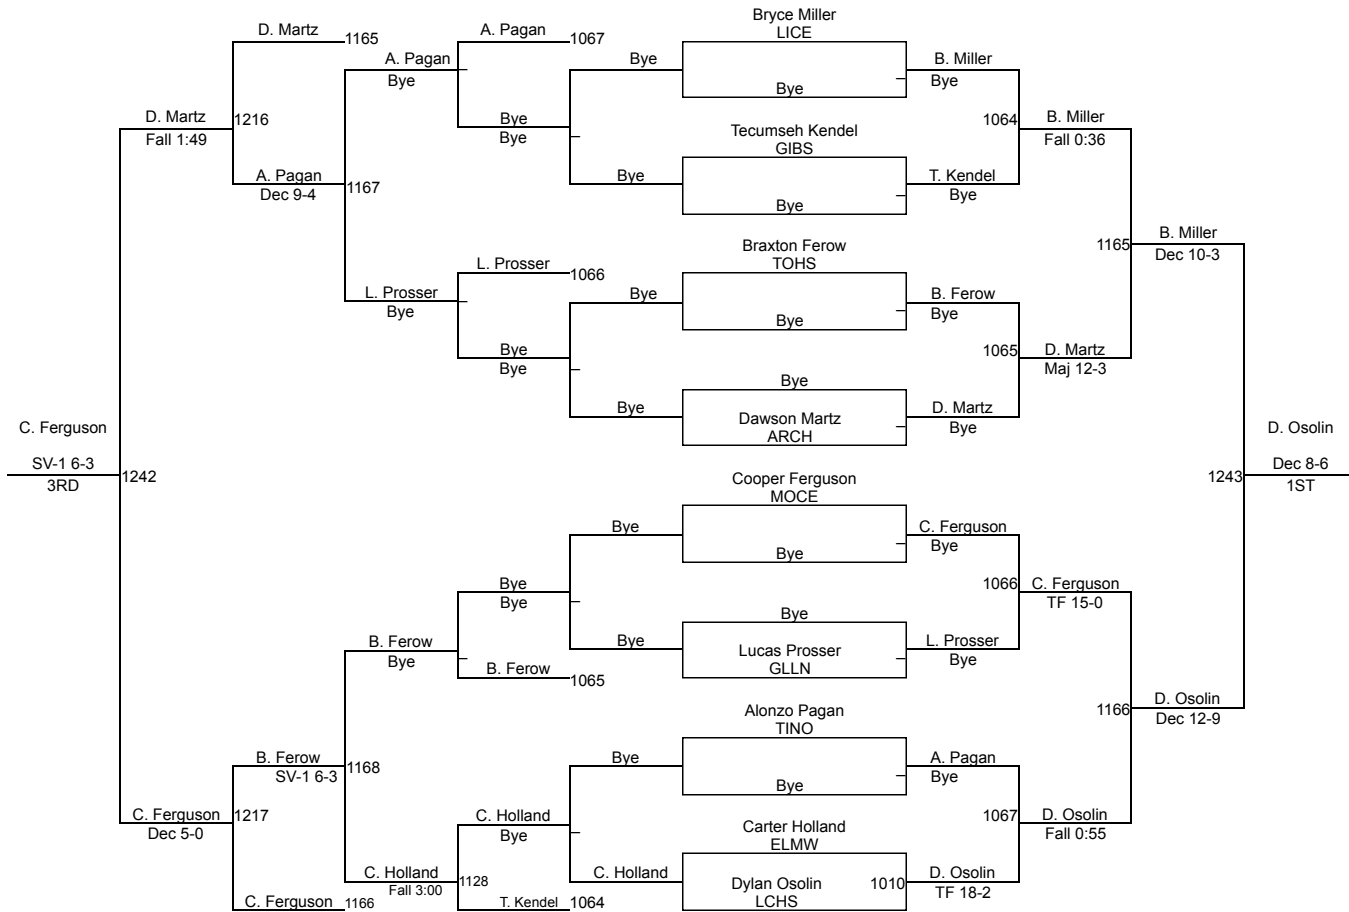 Bryce Miller
LICE
D. Martz
1165
A. Pagan
1067
A. Pagan
Bye
Bye
Bye
B. Miller
Bye
D. Martz
Fall 1:49
1216
Bye
Bye
Tecumseh Kendel
GIBS
1064
B. Miller
Fall 0:36
A. Pagan
Dec 9-4
1167
Bye
Bye
T. Kendel
Bye
Braxton Ferow
TOHS
1165
B. Miller
Dec 10-3
L. Prosser
1066
L. Prosser
Bye
Bye
Bye
B. Ferow
Bye
Bye
Bye
1065
D. Martz
Maj 12-3
Bye
Bye
Dawson Martz
ARCH
D. Martz
Bye
C. Ferguson
SV-1 6-3
3RD
1242
D. Osolin
Dec 8-6
1ST
1243
Cooper Ferguson
MOCE
Bye
Bye
C. Ferguson
Bye
Bye
Bye
1066
C. Ferguson
TF 15-0
Bye
Bye
Lucas Prosser
GLLN
L. Prosser
Bye
B. Ferow
Bye
B. Ferow
1065
1166
D. Osolin
Dec 12-9
Alonzo Pagan
TINO
Bye
Bye
A. Pagan
Bye
B. Ferow
SV-1 6-3
1168
C. Ferguson
Dec 5-0
1217
C. Holland
Bye
1067
D. Osolin
Fall 0:55
Carter Holland
ELMW
C. Holland
Fall 3:00
1128
C. Holland
Dylan Osolin
LCHS
1010
D. Osolin
TF 18-2
C. Ferguson
1166
T. Kendel
1064